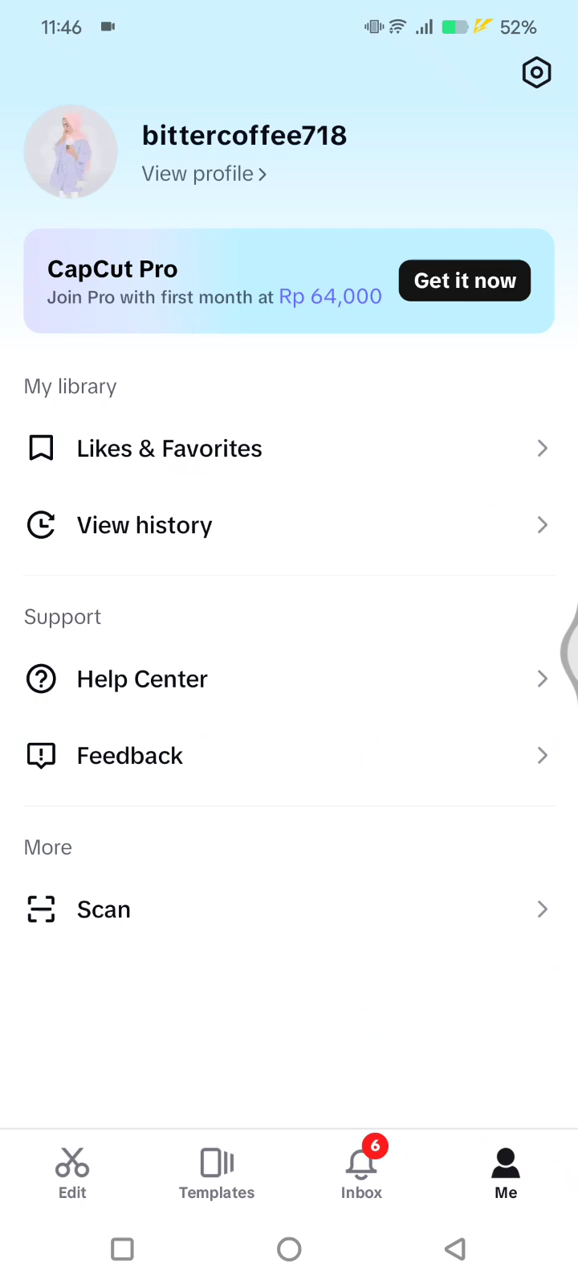 11:46
52%
bittercoffee718
View profile
CapCut Pro
Join Pro with first month at Rp 64,000
Get it now
My library
Likes & Favorites
View history
Support
Help Center
Feedback
More
Scan
6
Edit
Templates
Inbox
Me